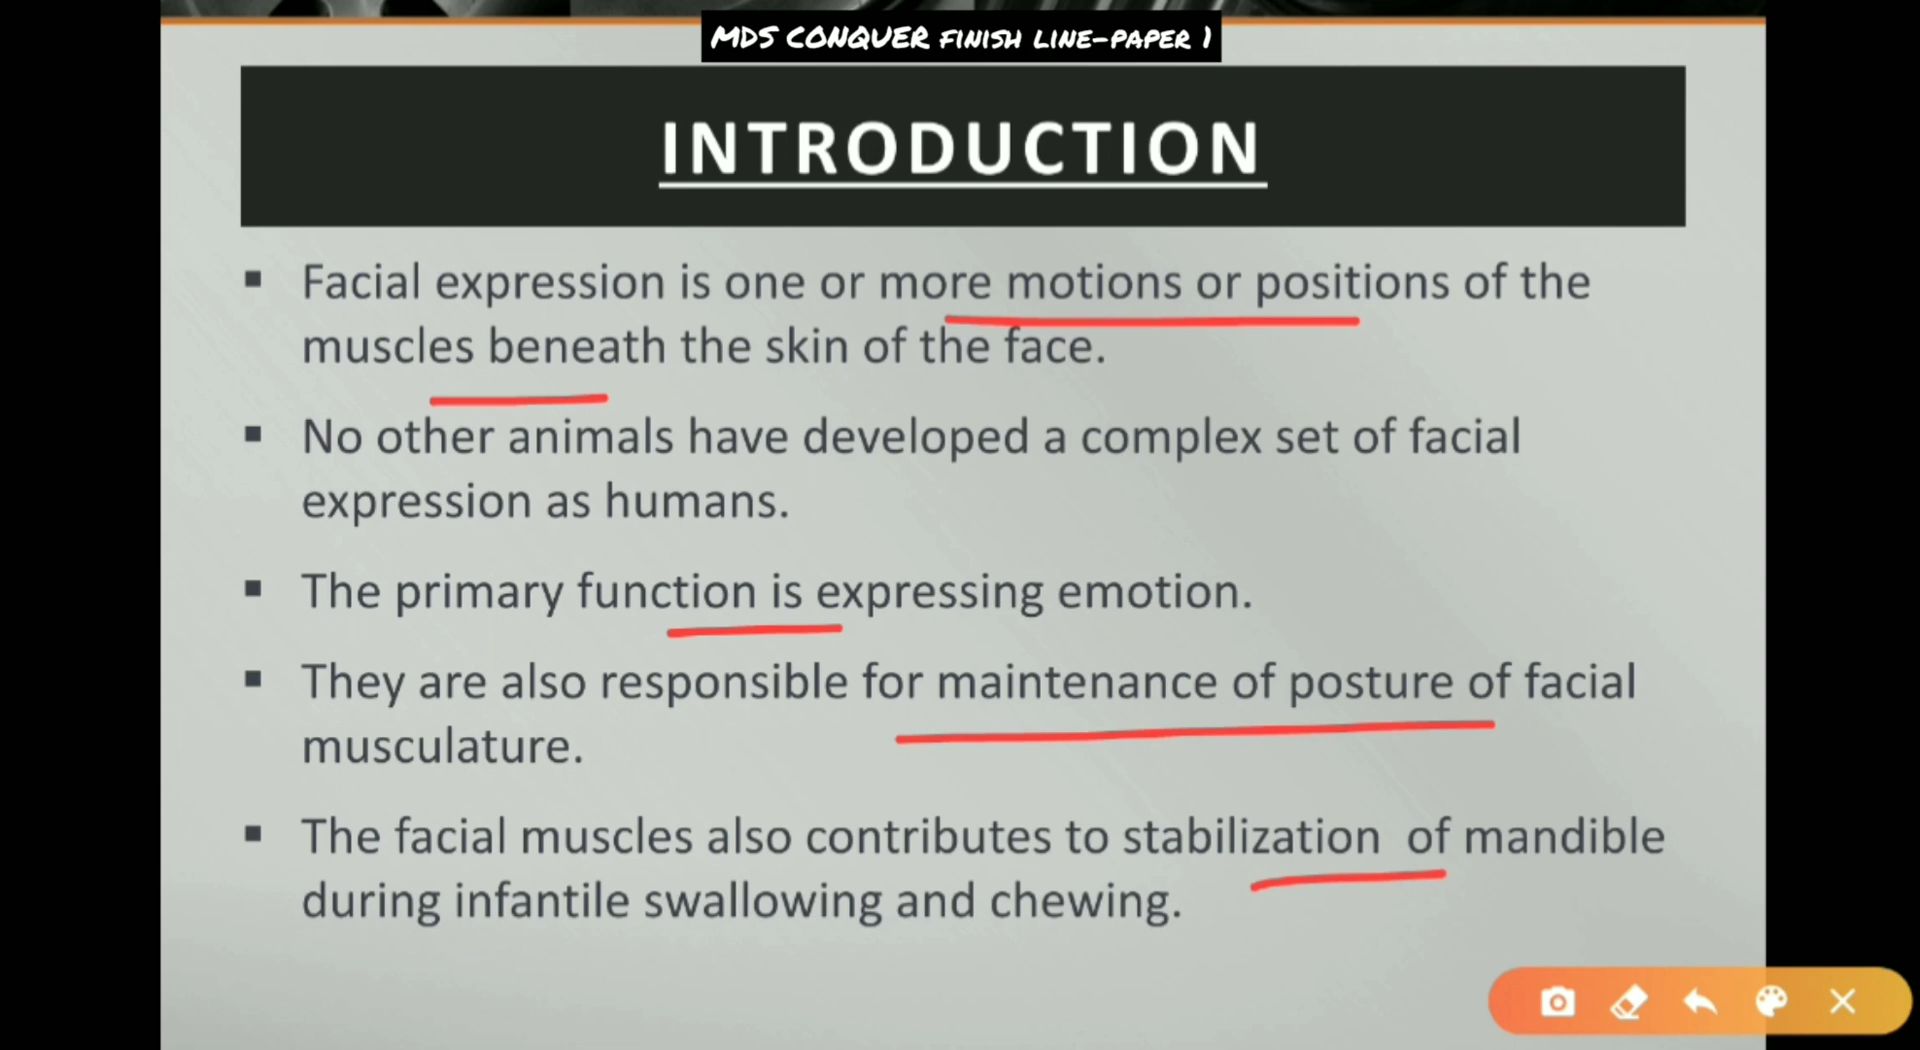 MDS CONQUER FINISH LINE-PAPER 1
INTRODUCTION
▪ Facial expression is one or more motions or positions of the
muscles beneath the skin of the face.
▪ No other animals have developed a complex set of facial
expression as humans.
▪ The primary function is expressing emotion.
▪ They are also responsible for maintenance of posture of facial
musculature.
▪ The facial muscles also contributes to stabilization of mandible
during infantile swallowing and chewing.